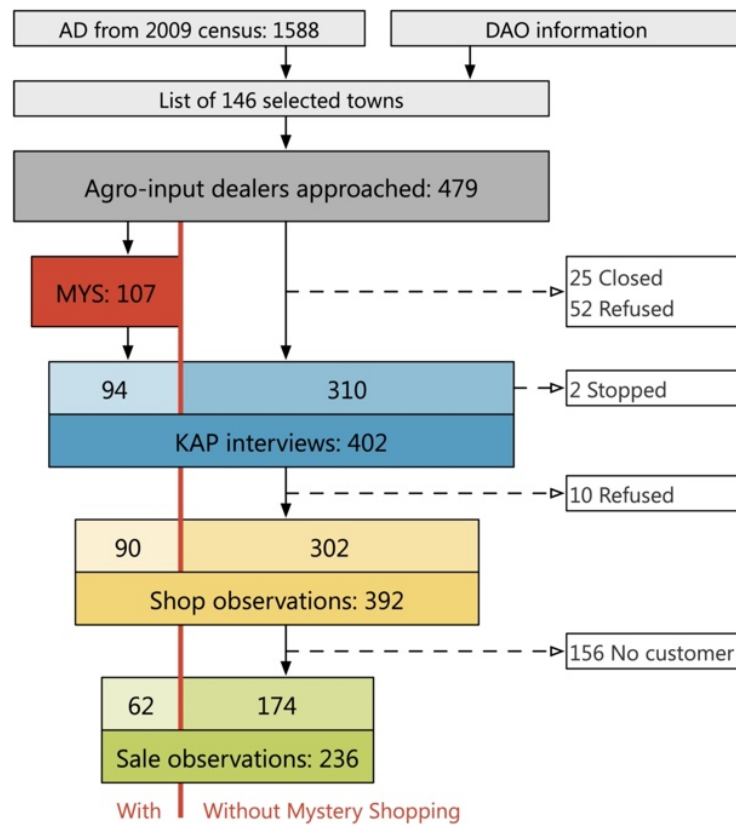 AD from 2009 census: 1588
DAO information
List of 146 selected towns
Agro-input dealers approached: 479
MYS: 107
25 Closed
52 Refused
94
310
2 Stopped
KAP interviews: 402
10 Refused
90
302
Shop observations: 392
156 No customer
62
174
Sale observations: 236
With
Without Mystery Shopping